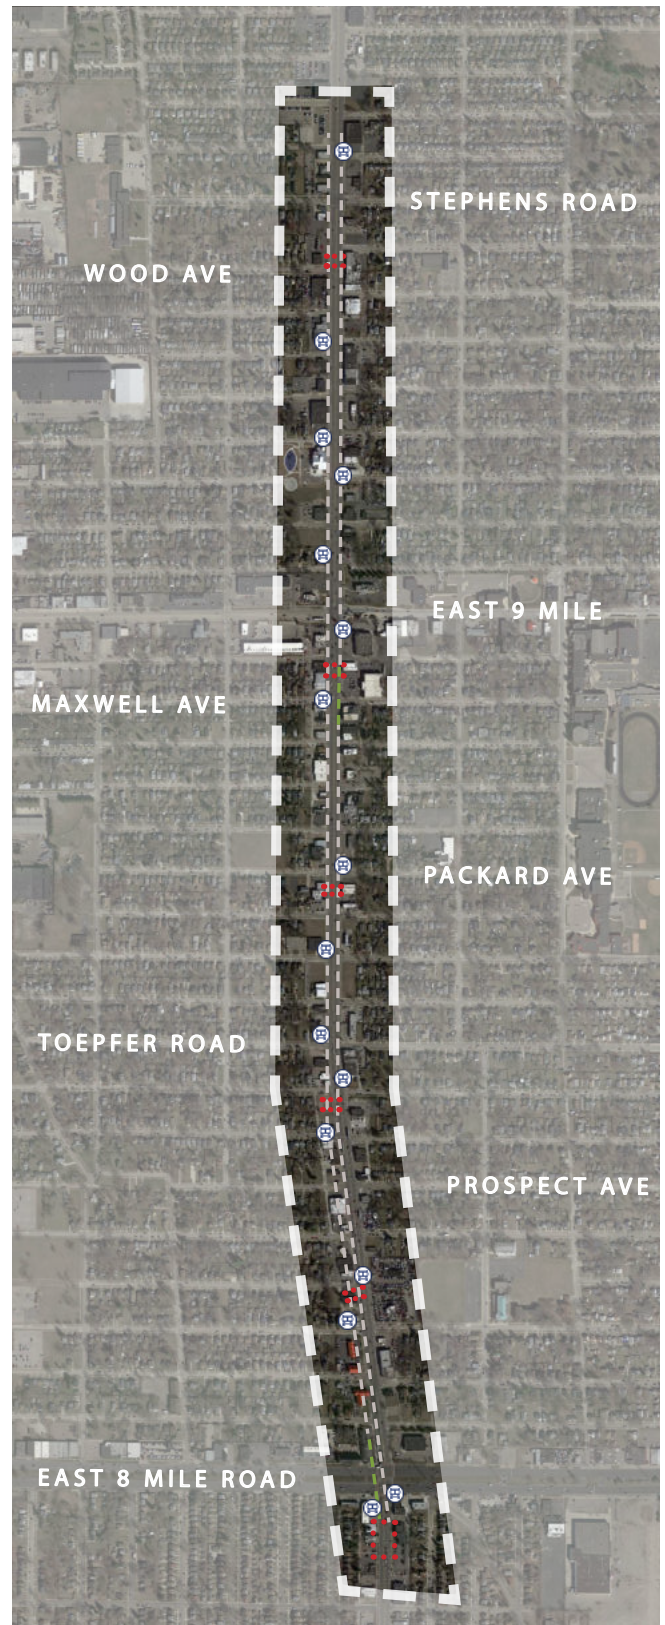 STEPHENS ROAD
WOOD AVE
EAST 9 MILE
MAXWELL AVE
PACKARD AVE
TOEPFER ROAD
PROSPECT AVE
EAST 8 MILE ROAD